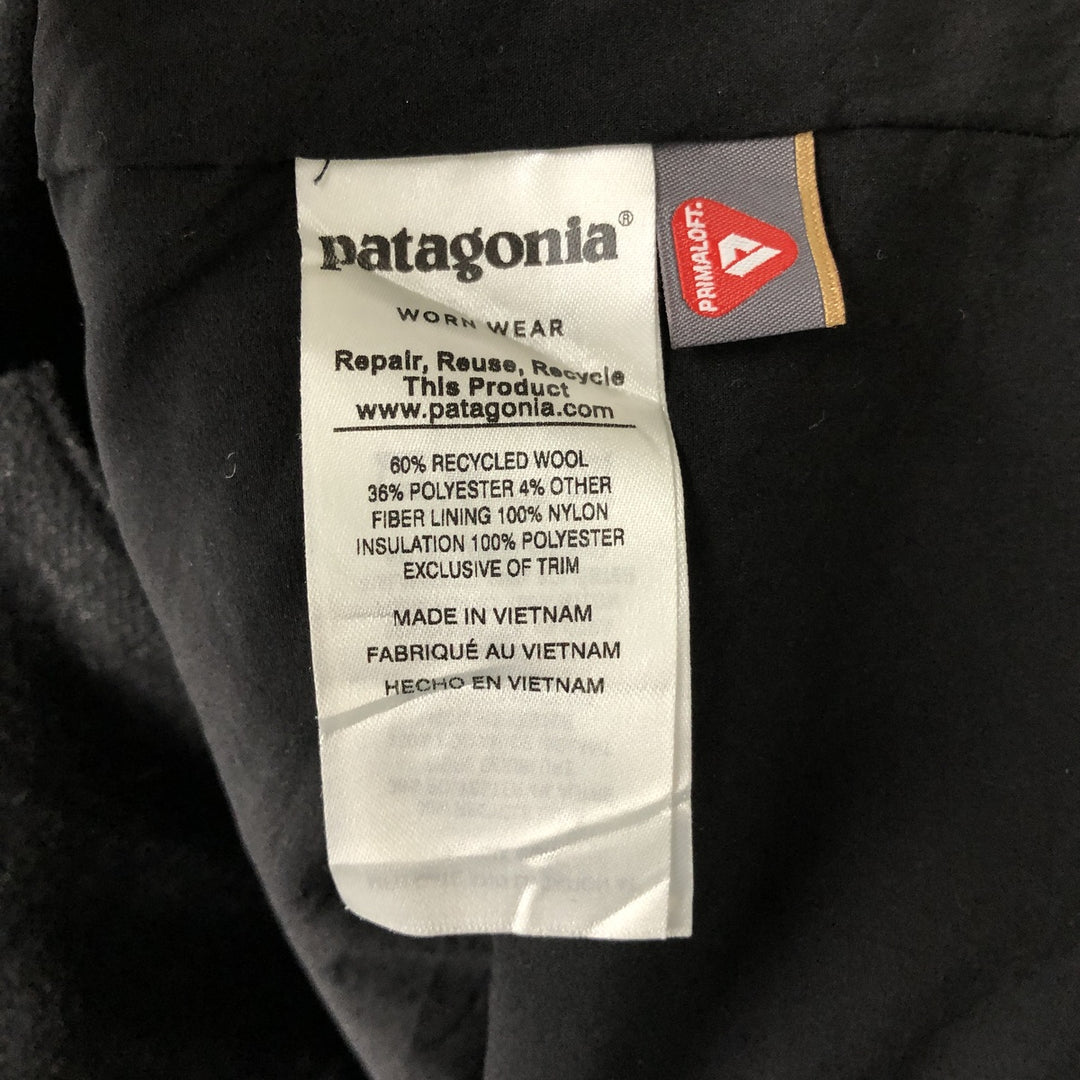 patagonia®
WORN WEAR
Repair, Reuse, Recycle
This Product
www.patagonia.com
60% RECYCLED WOOL
36% POLYESTER 4% OTHER
FIBER LINING 100% NYLON
INSULATION 100% POLYESTER
EXCLUSIVE OF TRIM
MADE IN VIETNAM
FABRIQUÉ AU VIETNAM
HECHO EN VIETNAM
PRIMALOFT.